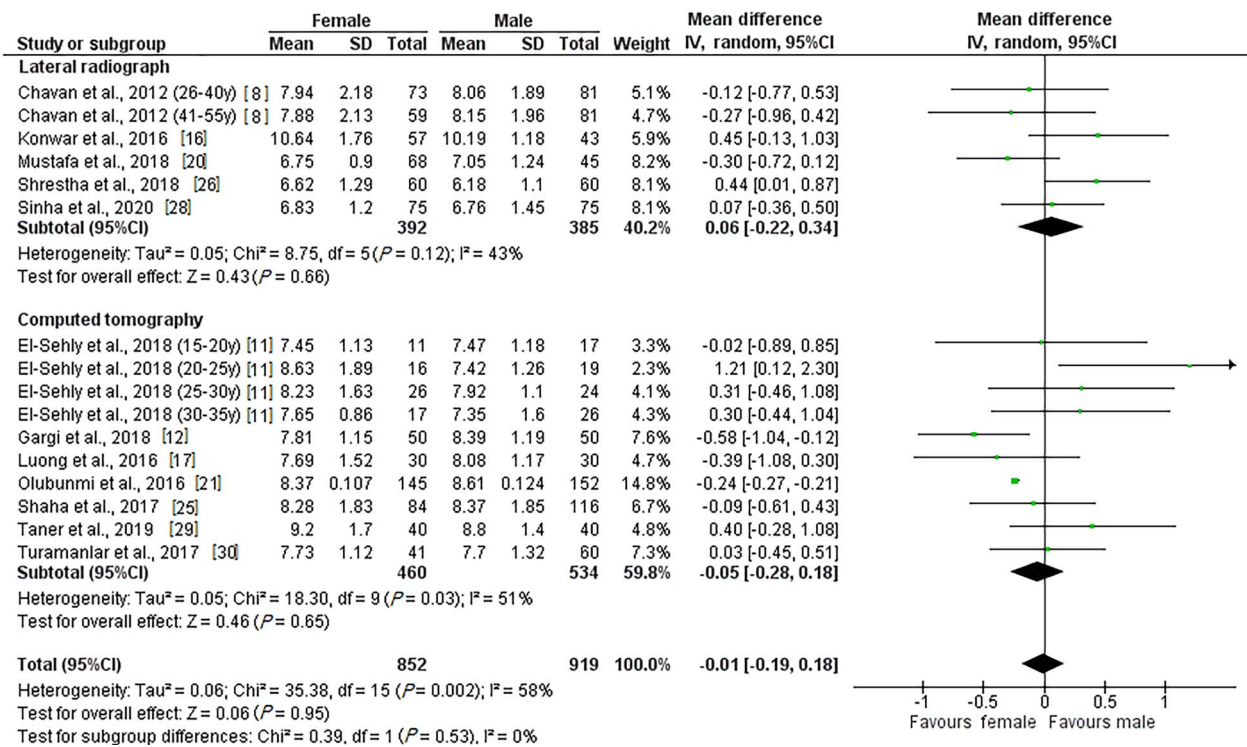 Female Male Mean difference Mean difference
Study or subgroup Mean SD Total Mean SD Total Weight IV, random, 95%CI IV, random, 95%CI
Lateral radiograph
Chavan et al., 2012 (26-40y) [8] 7.94 2.18 73 8.06 1.89 81 5.1% -0.12 [-0.77, 0.53]
Chavan et al., 2012 (41-55y) [8] 7.88 2.13 59 8.15 1.96 81 4.7% -0.27 [-0.96, 0.42]
Konwar et al., 2016 [16] 10.64 1.76 57 10.19 1.18 43 6.0% 0.45 [-0.13, 1.03]
Mustafa et al., 2018 [20] 6.75 0.9 68 7.05 1.24 45 8.2% -0.30 [-0.72, 0.12]
Shrestha et al., 2018 [26] 6.62 1.29 60 6.18 1.1 60 8.1% 0.44 [0.01, 0.87]
Sinha et al., 2020 [28] 6.83 1.2 75 6.76 1.45 75 8.1% 0.07 [-0.36, 0.50]
Subtotal (95%CI) 392 385 40.2% 0.06 [-0.22, 0.34]
Heterogeneity: Tau² = 0.05; Chi² = 8.75, df = 5 (P = 0.12); I² = 43%
Test for overall effect: Z = 0.43 (P = 0.66)
Computed tomography
El-Sehly et al., 2018 (15-20y) [11] 7.45 1.13 11 7.47 1.18 17 3.3% -0.02 [-0.89, 0.85]
El-Sehly et al., 2018 (20-25y) [11] 8.63 1.89 16 7.42 1.26 19 2.3% 1.21 [0.12, 2.30]
El-Sehly et al., 2018 (25-30y) [11] 8.23 1.63 26 7.92 1.1 24 4.1% 0.31 [-0.46, 1.08]
El-Sehly et al., 2018 (30-35y) [11] 7.65 0.86 17 7.35 1.6 26 4.3% 0.30 [-0.44, 1.04]
Gargi et al., 2018 [12] 7.81 1.15 50 8.39 1.19 50 7.6% -0.58 [-1.04, -0.12]
Luong et al., 2016 [17] 7.69 1.52 30 8.08 1.17 30 4.7% -0.39 [-1.08, 0.30]
Olubunmi et al., 2016 [21] 8.37 0.107 145 8.61 0.124 152 14.8% -0.24 [-0.27, -0.21]
Shaha et al., 2017 [25] 8.28 1.83 84 8.37 1.85 116 6.7% -0.09 [-0.61, 0.43]
Taner et al., 2019 [29] 9.2 1.7 40 8.8 1.4 40 4.8% 0.40 [-0.28, 1.08]
Turamanlar et al., 2017 [30] 7.73 1.12 41 7.7 1.32 60 7.3% 0.03 [-0.45, 0.51]
Subtotal (95%CI) 460 534 59.8% -0.05 [-0.28, 0.18]
Heterogeneity: Tau² = 0.05; Chi² = 18.30, df = 9 (P = 0.03); I² = 51%
Test for overall effect: Z = 0.46 (P = 0.65)
Total (95%CI) 852 919 100.0% -0.01 [-0.19, 0.18]
Heterogeneity: Tau² = 0.06; Chi² = 35.38, df = 15 (P = 0.002); I² = 58%
Test for overall effect: Z = 0.06 (P = 0.95)
Test for subgroup differences: Chi² = 0.39, df = 1 (P = 0.53), I² = 0%
-1 -0.5 0 0.5 1
Favours female Favours male